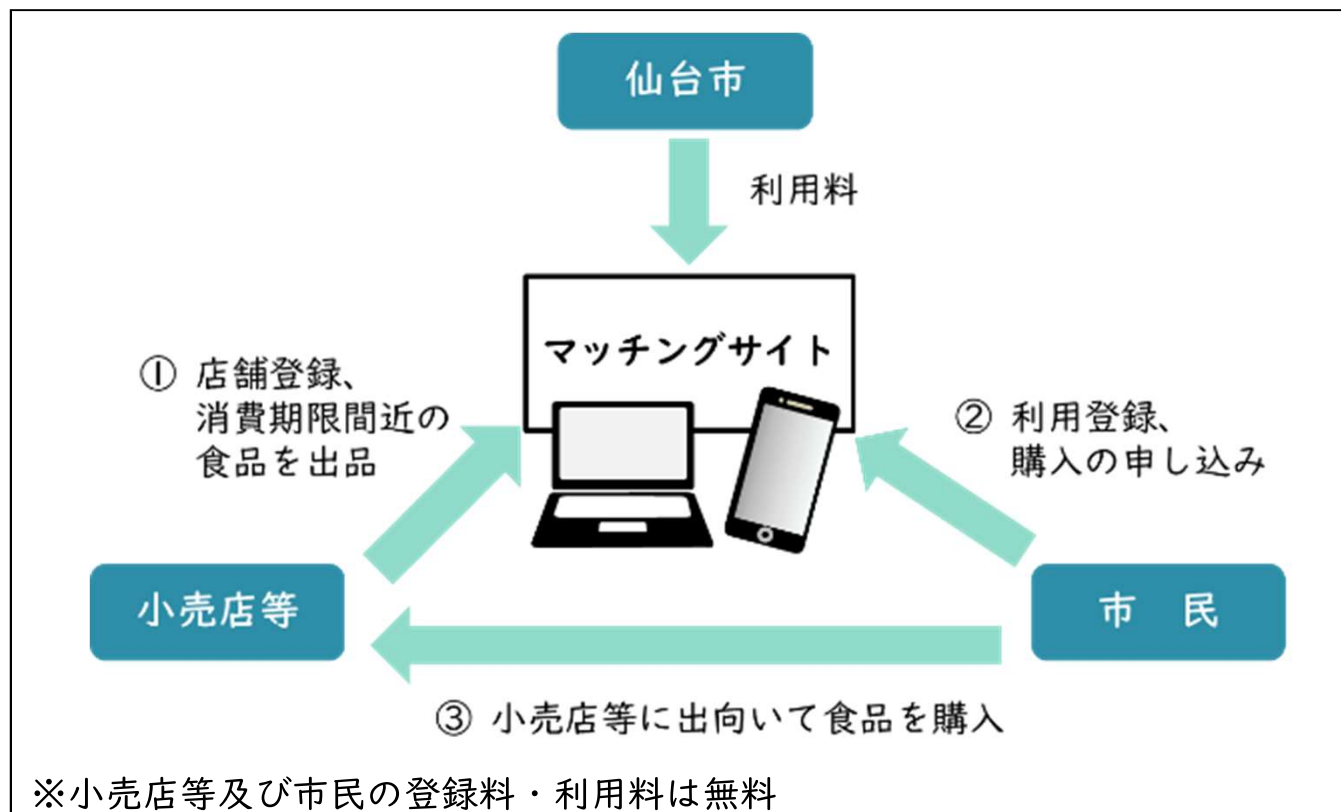 仙台市
利用料
マッチングサイト
① 店舗登録、
消費期限間近の
食品を出品
② 利用登録、
購入の申し込み
小売店等
市　民
③ 小売店等に出向いて食品を購入
※小売店等及び市民の登録料・利用料は無料